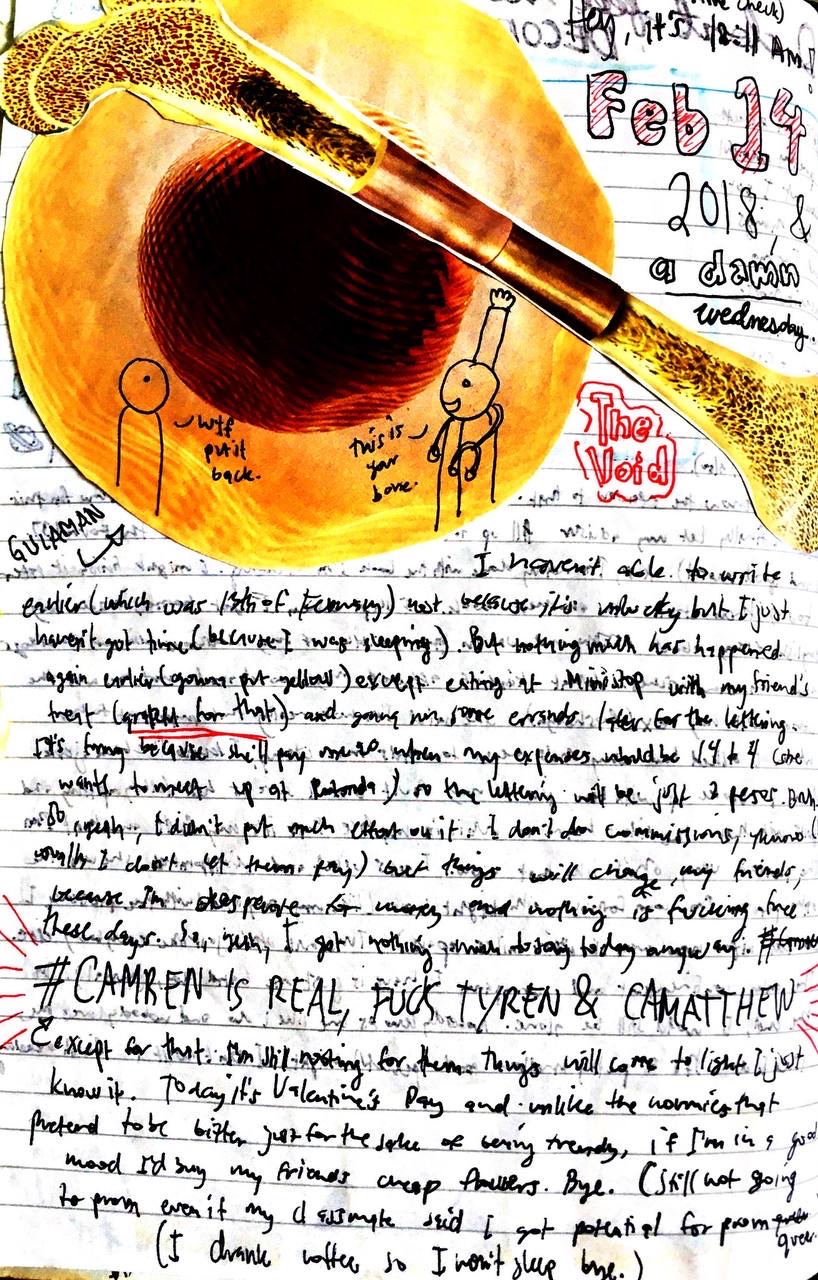 Hey, it's 12:11 AM!
Feb 14
2018, &
a damn
wednesday.
The
Void
wtf
put it
back.
this is
your
bone.
GULAMAN
I haven't able to write
earlier (which was 13th of February) not because it's unlucky but I just
haven't got time (because I was sleeping). But nothing much has happened
again earlier (gonna put yellow) except eating at Ministop with my friend's
treat (grateful for that) and gonna run some errands later for the lettering.
It's funny because she'll pay me 20 when my expenses would be 14 & 4 (she
wants to meet up at Rotonda) so the lettering will be just 2 pesos. Bruh.
So yeah, I didn't put much effort on it. I don't do commissions, yknow (
usually I don't let them pay) but things will change, my friends,
because I'm desperate for money and nothing is fucking free
these days. So, yeah, I got nothing much to say today anyway.
#CAMREN IS REAL, FUCK TYREN & CAMATTHEW
Except for that. I'm still rooting for them. Things will come to light I just
know it. Today it's Valentine's Day and unlike the normies that
pretend to be bitter just for the sake of being trendy, if I'm in a good
mood I'd buy my friends cheap flowers. Bye. (Still not going
to prom even if my classmate said I got potential for prom
queen.
(I drank coffee so I won't sleep bye.)